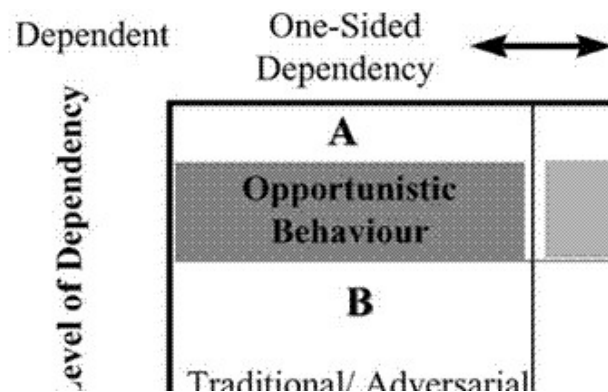 Dependent
One-Sided
Dependency
Level of Dependency
A
Opportunistic
Behaviour
B
Traditional/ Adversarial